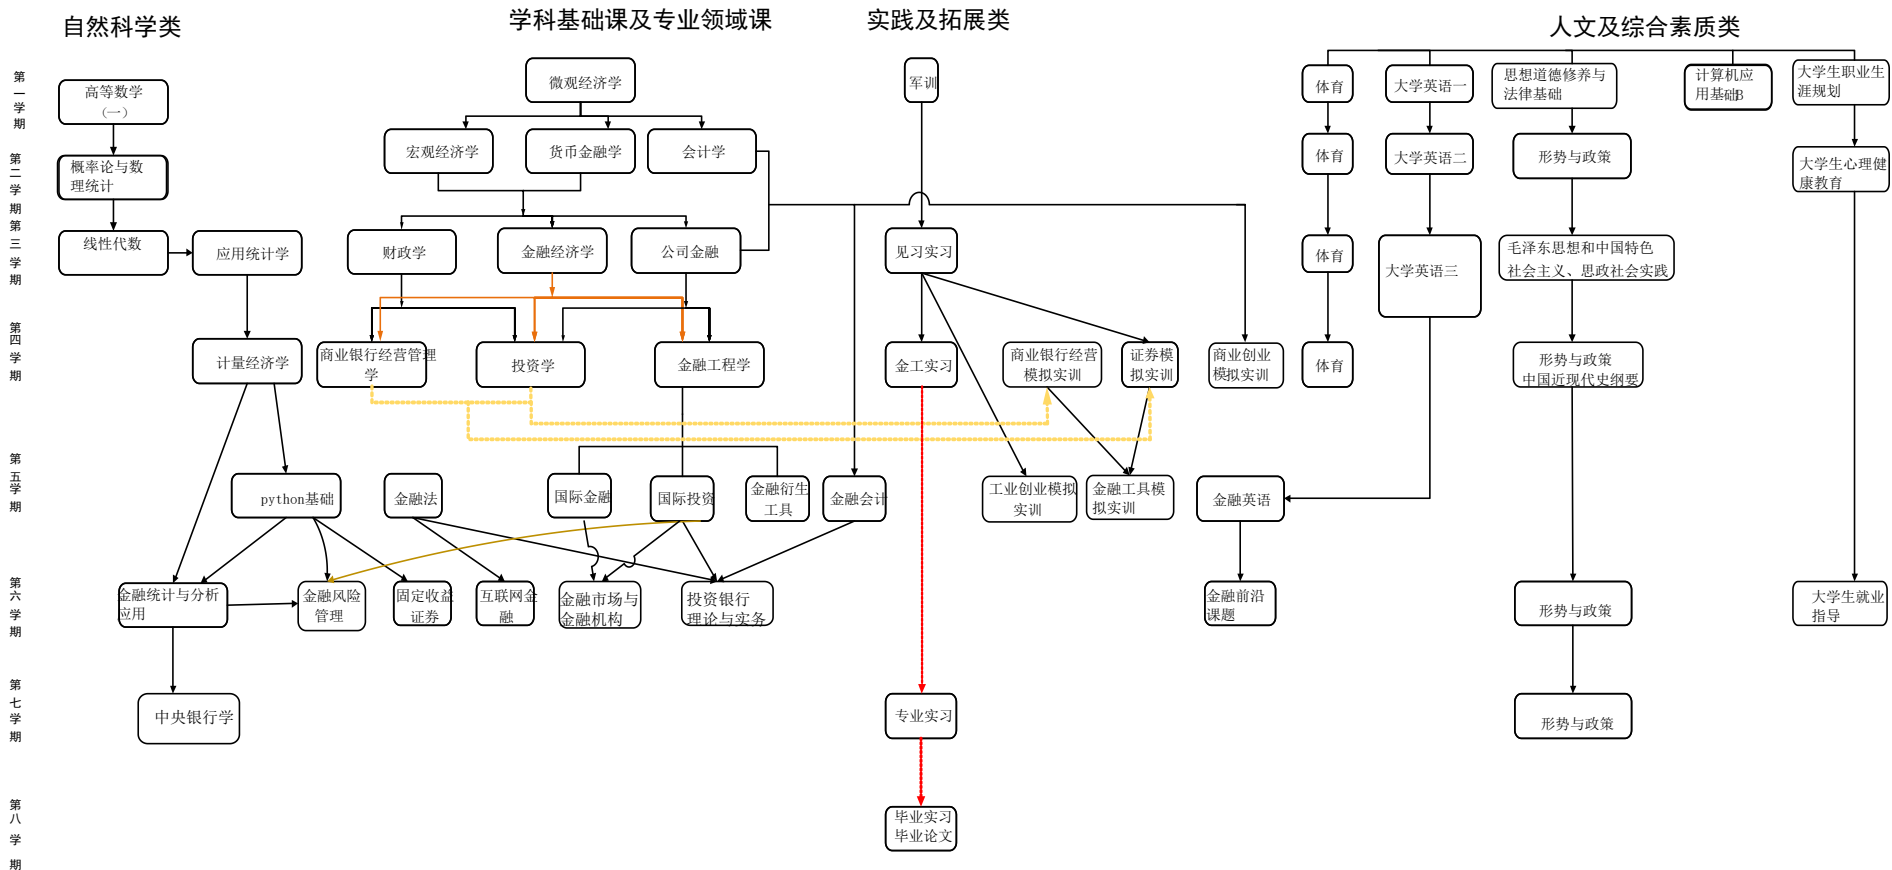 自然科学类
学科基础课及专业领域课
实践及拓展类
人文及综合素质类
第一学期
高等数学
（一）
微观经济学
军训
体育
大学英语一
思想道德修养与
法律基础
计算机应
用基础B
大学生职业生
涯规划
第二学期
概率论与数
理统计
宏观经济学
货币金融学
会计学
体育
大学英语二
形势与政策
大学生心理健
康教育
第三学期
线性代数
应用统计学
财政学
金融经济学
公司金融
见习实习
体育
大学英语三
毛泽东思想和中国特色
社会主义、思政社会实践
第四学期
计量经济学
商业银行经营管理
学
投资学
金融工程学
金工实习
商业银行经营
模拟实训
证券模
拟实训
商业创业
模拟实训
体育
形势与政策
中国近现代史纲要
第五学期
python基础
金融法
国际金融
国际投资
金融衍生
工具
金融会计
工业创业模拟
实训
金融工具模
拟实训
金融英语
第六学期
金融统计与分析
应用
金融风险
管理
固定收益
证券
互联网金
融
金融市场与
金融机构
投资银行
理论与实务
金融前沿
课题
形势与政策
大学生就业
指导
第七学期
中央银行学
专业实习
形势与政策
第八学期
毕业实习
毕业论文